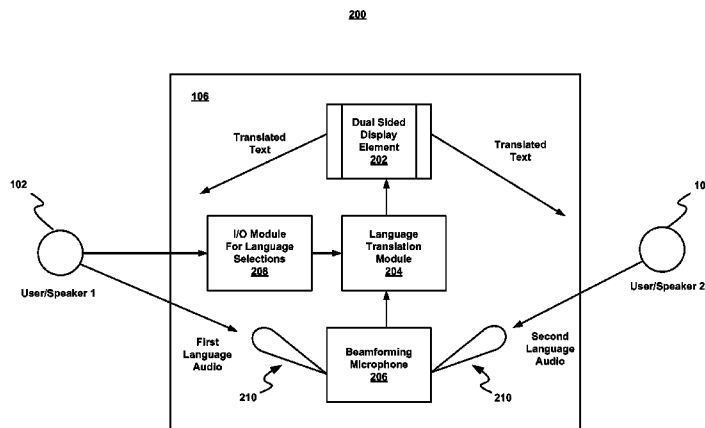 200
106
Dual Sided
Display
Element
202
Translated
Text
Translated
Text
102
10
I/O Module
For Language
Selections
208
Language
Translation
Module
204
User/Speaker 1
User/Speaker 2
First
Language
Audio
Beamforming
Microphone
206
Second
Language
Audio
210
210